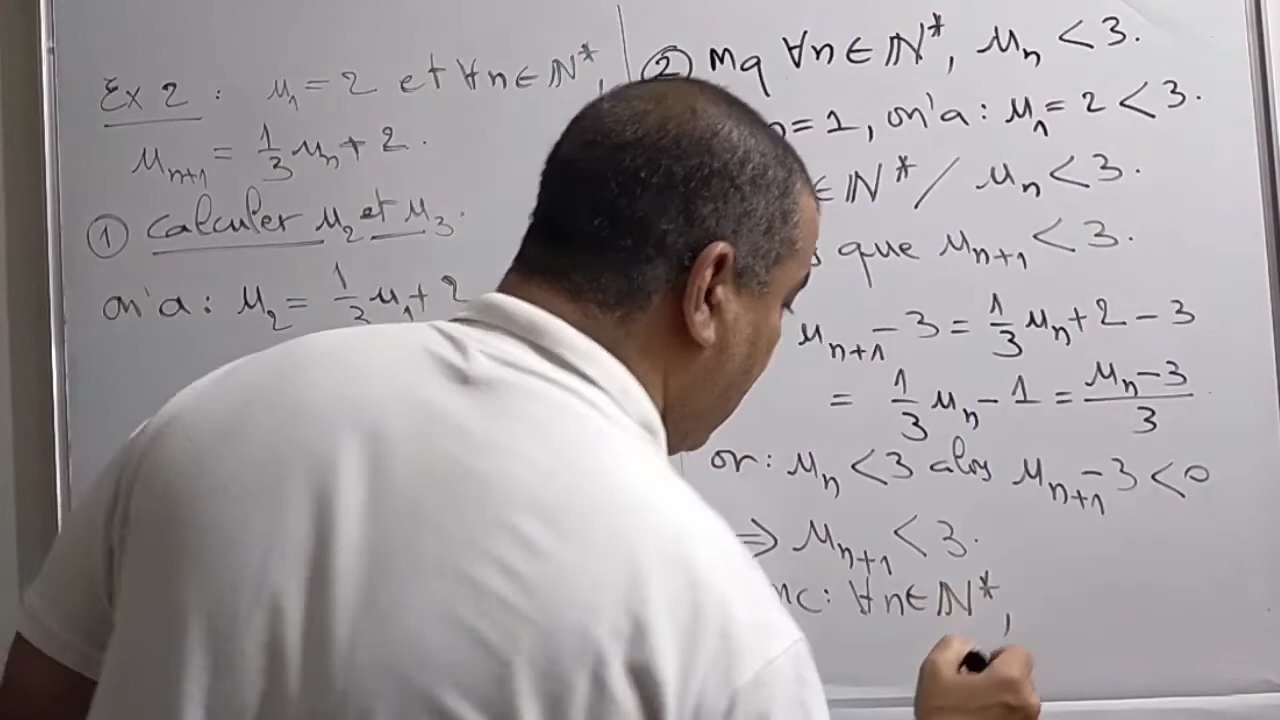 Ex 2 : u₁ = 2 et ∀n ∈ ℕ*,
uₙ₊₁ = 1/3 uₙ + 2.
① calculer u₂ et u₃.
on'a : u₂ = 1/3 u₁ + 2
② Mq ∀n ∈ ℕ*, uₙ < 3.
n = 1, on'a : u₁ = 2 < 3.
∈ ℕ* / uₙ < 3.
que uₙ₊₁ < 3.
uₙ₊₁ - 3 = 1/3 uₙ + 2 - 3
= 1/3 uₙ - 1 = (uₙ - 3)/3
or : uₙ < 3 alos uₙ₊₁ - 3 < 0
⇒ uₙ₊₁ < 3.
nc : ∀n ∈ ℕ*,